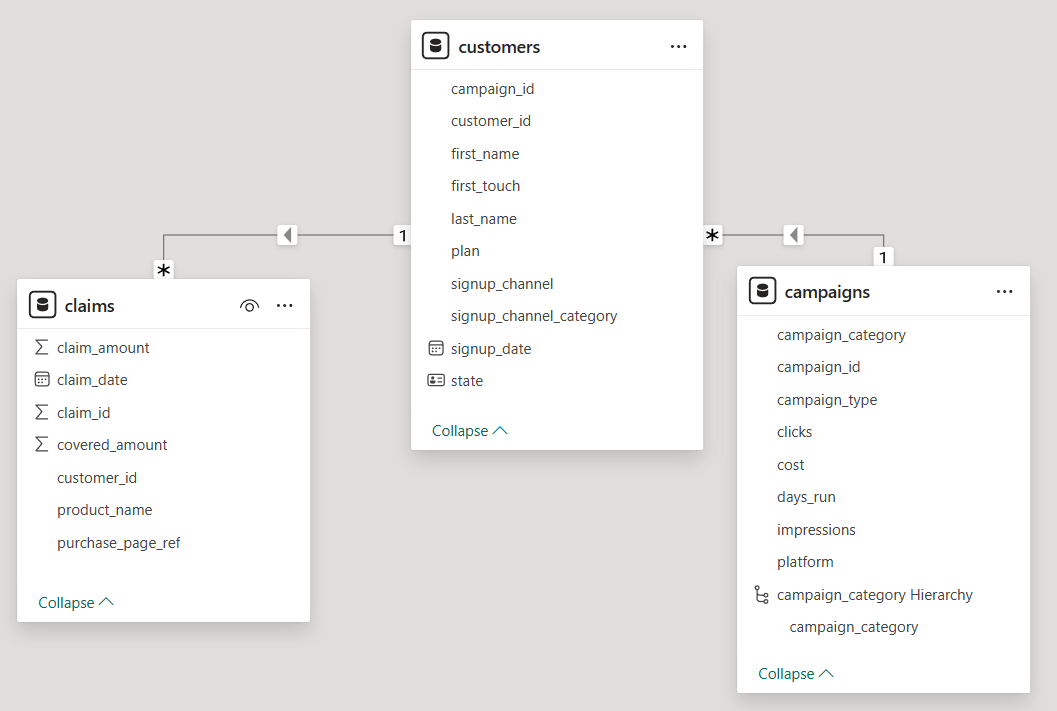 customers
campaign_id
customer_id
first_name
first_touch
last_name
plan
signup_channel
signup_channel_category
signup_date
state
Collapse
1
*
*
1
claims
claim_amount
claim_date
claim_id
covered_amount
customer_id
product_name
purchase_page_ref
Collapse
campaigns
campaign_category
campaign_id
campaign_type
clicks
cost
days_run
impressions
platform
campaign_category Hierarchy
campaign_category
Collapse